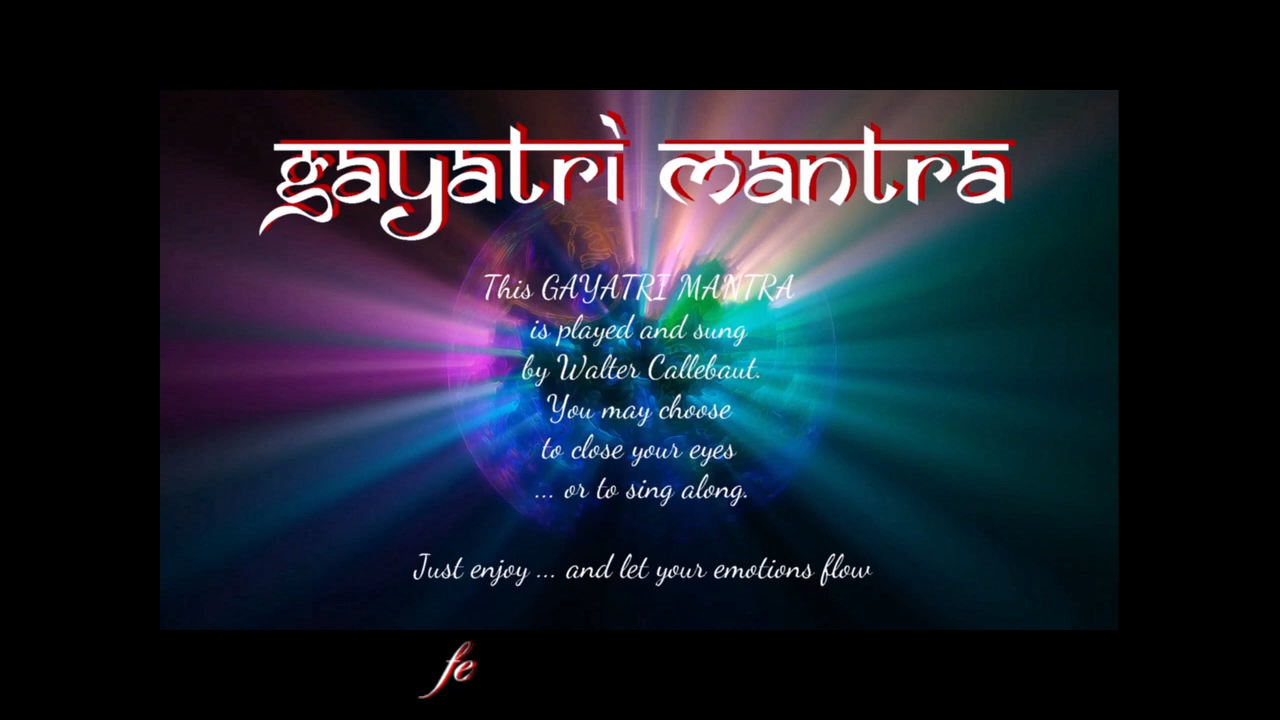 gayatrì mantra
This GAYATRI MANTRA
is played and sung
by Walter Callebaut.
You may choose
to close your eyes
... or to sing along.
Just enjoy ... and let your emotions flow
fe